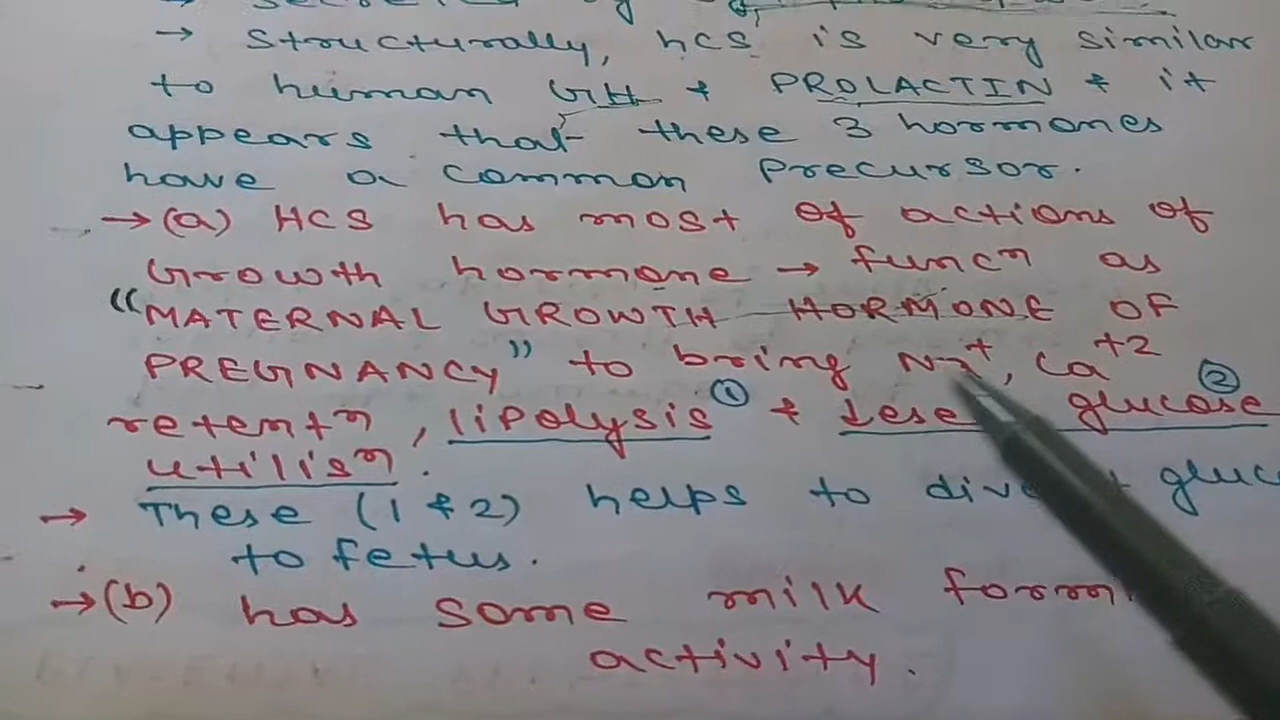 → Structurally, hcs is very similar
to human GH & PROLACTIN & it
appears that these 3 hormones
have a common precursor.
→ (a) HCS has most of actions of
Growth hormone → funcn as
"MATERNAL GROWTH HORMONE OF
PREGNANCY" to bring Na+, Ca+2
retentn, lipolysis ① & glucose ②
utilisn.
→ These (1 & 2) helps to
to fetus.
→ (b) has some milk
activity.